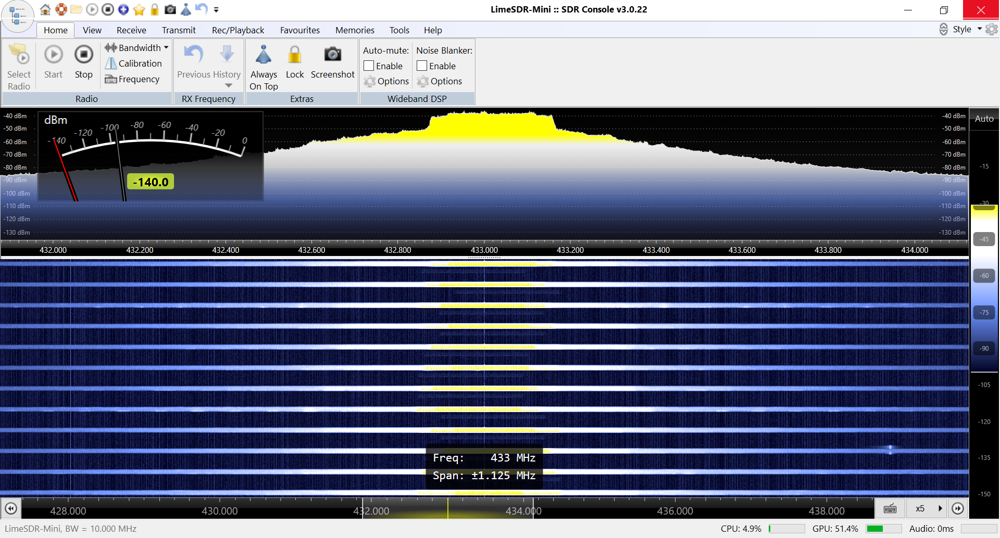 LimeSDR-Mini :: SDR Console v3.0.22
Home View Receive Transmit Rec/Playback Favourites Memories Tools Help Style
Select Radio
Start
Stop
Bandwidth
Calibration
Frequency
Radio
Previous
History
RX Frequency
Always On Top
Lock
Screenshot
Extras
Auto-mute:
Enable
Options
Noise Blanker:
Enable
Options
Wideband DSP
-40 dBm
-50 dBm
-60 dBm
-70 dBm
-80 dBm
-90 dBm
-100 dBm
-110 dBm
-120 dBm
-130 dBm
dBm
-140 -120 -100 -80 -60 -40 -20 0
-140.0
-40 dBm
-50 dBm
-60 dBm
-70 dBm
-80 dBm
-90 dBm
-100 dBm
-110 dBm
-120 dBm
-130 dBm
Auto
-15
-30
-45
-60
-75
-90
-105
-120
-135
-150
432.000 432.200 432.400 432.600 432.800 433.000 433.200 433.400 433.600 433.800 434.000
Freq: 433 MHz
Span: ±1.125 MHz
428.000 430.000 432.000 434.000 436.000 438.000
x5
LimeSDR-Mini, BW = 10.000 MHz
CPU: 4.9% GPU: 51.4% Audio: 0ms